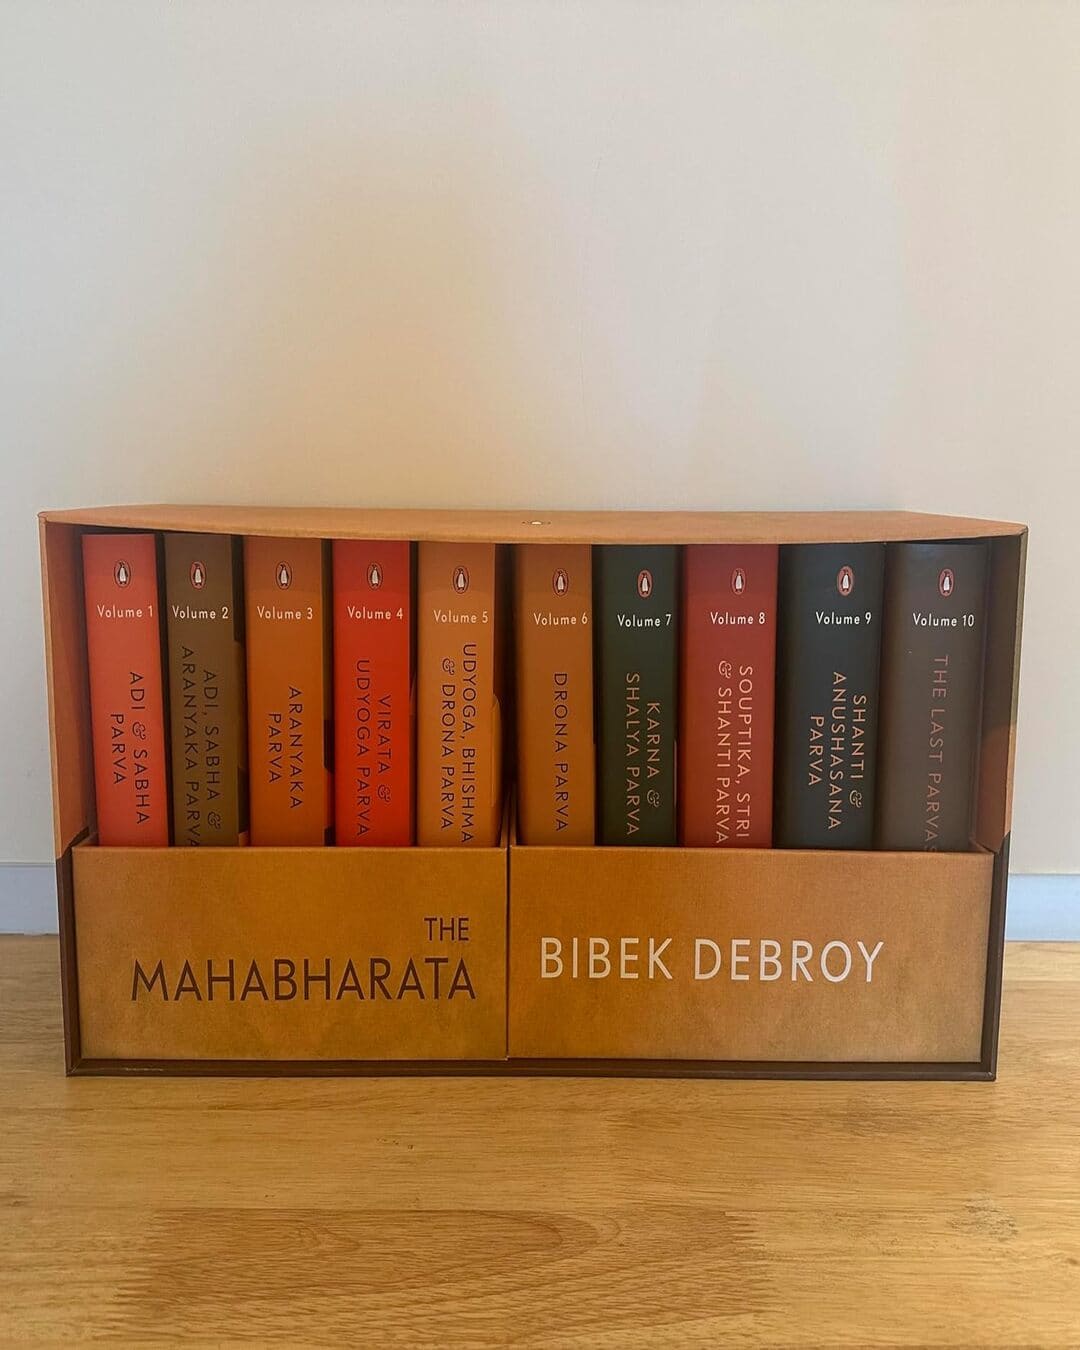 Volume 1
ADI & SABHA
PARVA
Volume 2
ADI, SABHA &
ARANYAKA PARVA
Volume 3
ARANYAKA
PARVA
Volume 4
VIRATA &
UDYOGA PARVA
Volume 5
UDYOGA, BHISHMA
& DRONA PARVA
Volume 6
DRONA PARVA
Volume 7
KARNA &
SHALYA PARVA
Volume 8
SOUPTIKA, STRI
& SHANTI PARVA
Volume 9
SHANTI &
ANUSHASANA
PARVA
Volume 10
THE LAST PARVAS
THE
MAHABHARATA
BIBEK DEBROY